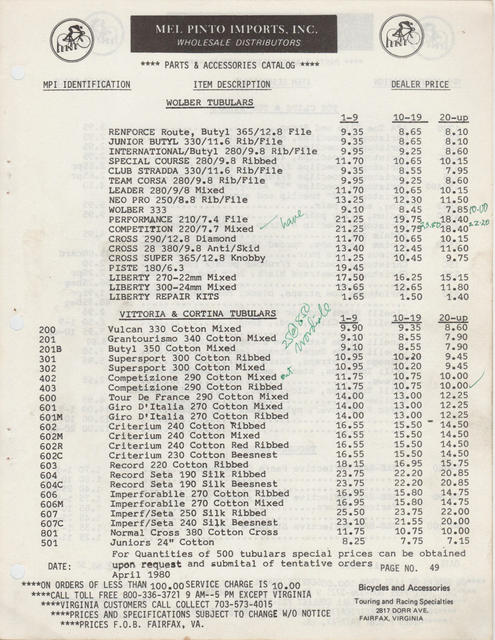 MEL PINTO IMPORTS, INC.
WHOLESALE DISTRIBUTORS
**** PARTS & ACCESSORIES CATALOG ****
MPI IDENTIFICATION ITEM DESCRIPTION DEALER PRICE
WOLBER TUBULARS
1-9 10-19 20-up
RENFORCE Route, Butyl 365/12.8 File 9.35 8.65 8.10
JUNIOR BUTYL 330/11.6 Rib/File 9.35 8.65 8.10
INTERNATIONAL/Butyl 280/9.8 Rib/File 9.95 9.25 8.60
SPECIAL COURSE 280/9.8 Ribbed 11.70 10.65 10.15
CLUB STRADDA 330/11.6 Rib/File 9.35 8.55 7.95
TEAM CORSA 280/9.8 Rib/File 9.95 9.25 8.60
LEADER 280/9/8 Mixed 11.70 10.65 10.15
NEO PRO 250/8.8 Rib/File 13.25 12.30 11.50
WOLBER 333 9.10 8.45 7.85 10.00
PERFORMANCE 210/7.4 File 21.25 19.75 18.40
COMPETITION 220/7.7 Mixed have 21.25 19.75 18.40 22.20
CROSS 290/12.8 Diamond 11.70 10.65 10.15
CROSS 28 380/9.8 Anti/Skid 13.40 12.45 11.60
CROSS SUPER 365/12.8 Knobby 11.25 10.45 9.75
PISTE 180/6.3 19.45
LIBERTY 270-22mm Mixed 17.50 16.25 15.15
LIBERTY 300-24mm Mixed 13.65 12.65 11.80
LIBERTY REPAIR KITS 1.65 1.50 1.40
VITTORIA & CORTINA TUBULARS 1-9 10-19 20-up
25@8.50
200 Vulcan 330 Cotton Mixed 9.90 9.35 8.60
201 Grantourismo 340 Cotton Mixed 9.10 8.55 7.90
201B Butyl 350 Cotton Mixed 9.10 8.55 7.90
302 Supersport 300 Cotton Ribbed 10.95 10.20 9.45
302 Supersport 300 Cotton Mixed 10.95 10.20 9.45
402 Competizione 290 Cotton Mixed 11.75 10.75 10.00
403 Competizione 290 Cotton Ribbed 11.75 10.75 10.00
600 Tour De France 290 Cotton Mixed 14.00 13.00 12.25
601 Giro D'Italia 270 Cotton Mixed 14.00 13.00 12.25
601M Giro D'Italia 270 Cotton Ribbed 14.00 13.00 12.25
602 Criterium 240 Cotton Ribbed 16.55 15.50 14.50
602M Criterium 240 Cotton Mixed 16.55 15.50 14.50
602R Criterium 240 Cotton Red Ribbed 16.55 15.50 14.50
602C Criterium 230 Cotton Beesnest 16.55 15.50 14.50
603 Record 220 Cotton Ribbed 18.15 16.95 15.75
604 Record Seta 190 Silk Ribbed 23.75 22.20 20.85
604C Record Seta 190 Silk Beesnest 23.75 22.20 20.85
606 Imperforabile 270 Cotton Ribbed 16.95 15.80 14.75
606M Imperforabile 270 Cotton Mixed 16.95 15.80 14.75
607 Imperf/Seta 250 Silk Ribbed 25.50 23.75 22.00
607C Imperf/Seta 240 Silk Beesnest 23.10 21.55 20.00
801 Normal Cross 380 Cotton Cross 11.75 10.75 10.00
501 Juniors 24" Cotton 8.25 7.75 7.15
For Quantities of 500 tubulars special prices can be obtained
upon request and submital of tentative orders
DATE: April 1980 PAGE NO. 49
****ON ORDERS OF LESS THAN 100.00 SERVICE CHARGE IS 10.00
****CALL TOLL FREE 800-336-3721 9 AM--5 PM EXCEPT VIRGINIA
****VIRGINIA CUSTOMERS CALL COLLECT 703-573-4015
****PRICES AND SPECIFICATIONS SUBJECT TO CHANGE W/O NOTICE
****PRICES F.O.B. FAIRFAX, VA.
Bicycles and Accessories
Touring and Racing Specialties
2817 DORR AVE.
FAIRFAX, VIRGINIA